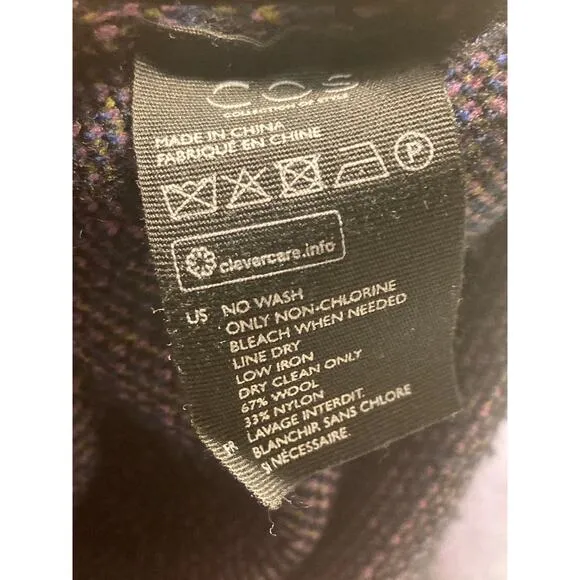 COS
COLLECTION OF STYLE
MADE IN CHINA
FABRIQUÉ EN CHINE
P
clevercare.info
US NO WASH
ONLY NON-CHLORINE
BLEACH WHEN NEEDED
LINE DRY
LOW IRON
DRY CLEAN ONLY
67% WOOL
33% NYLON
FR LAVAGE INTERDIT.
BLANCHIR SANS CHLORE
SI NÉCESSAIRE.